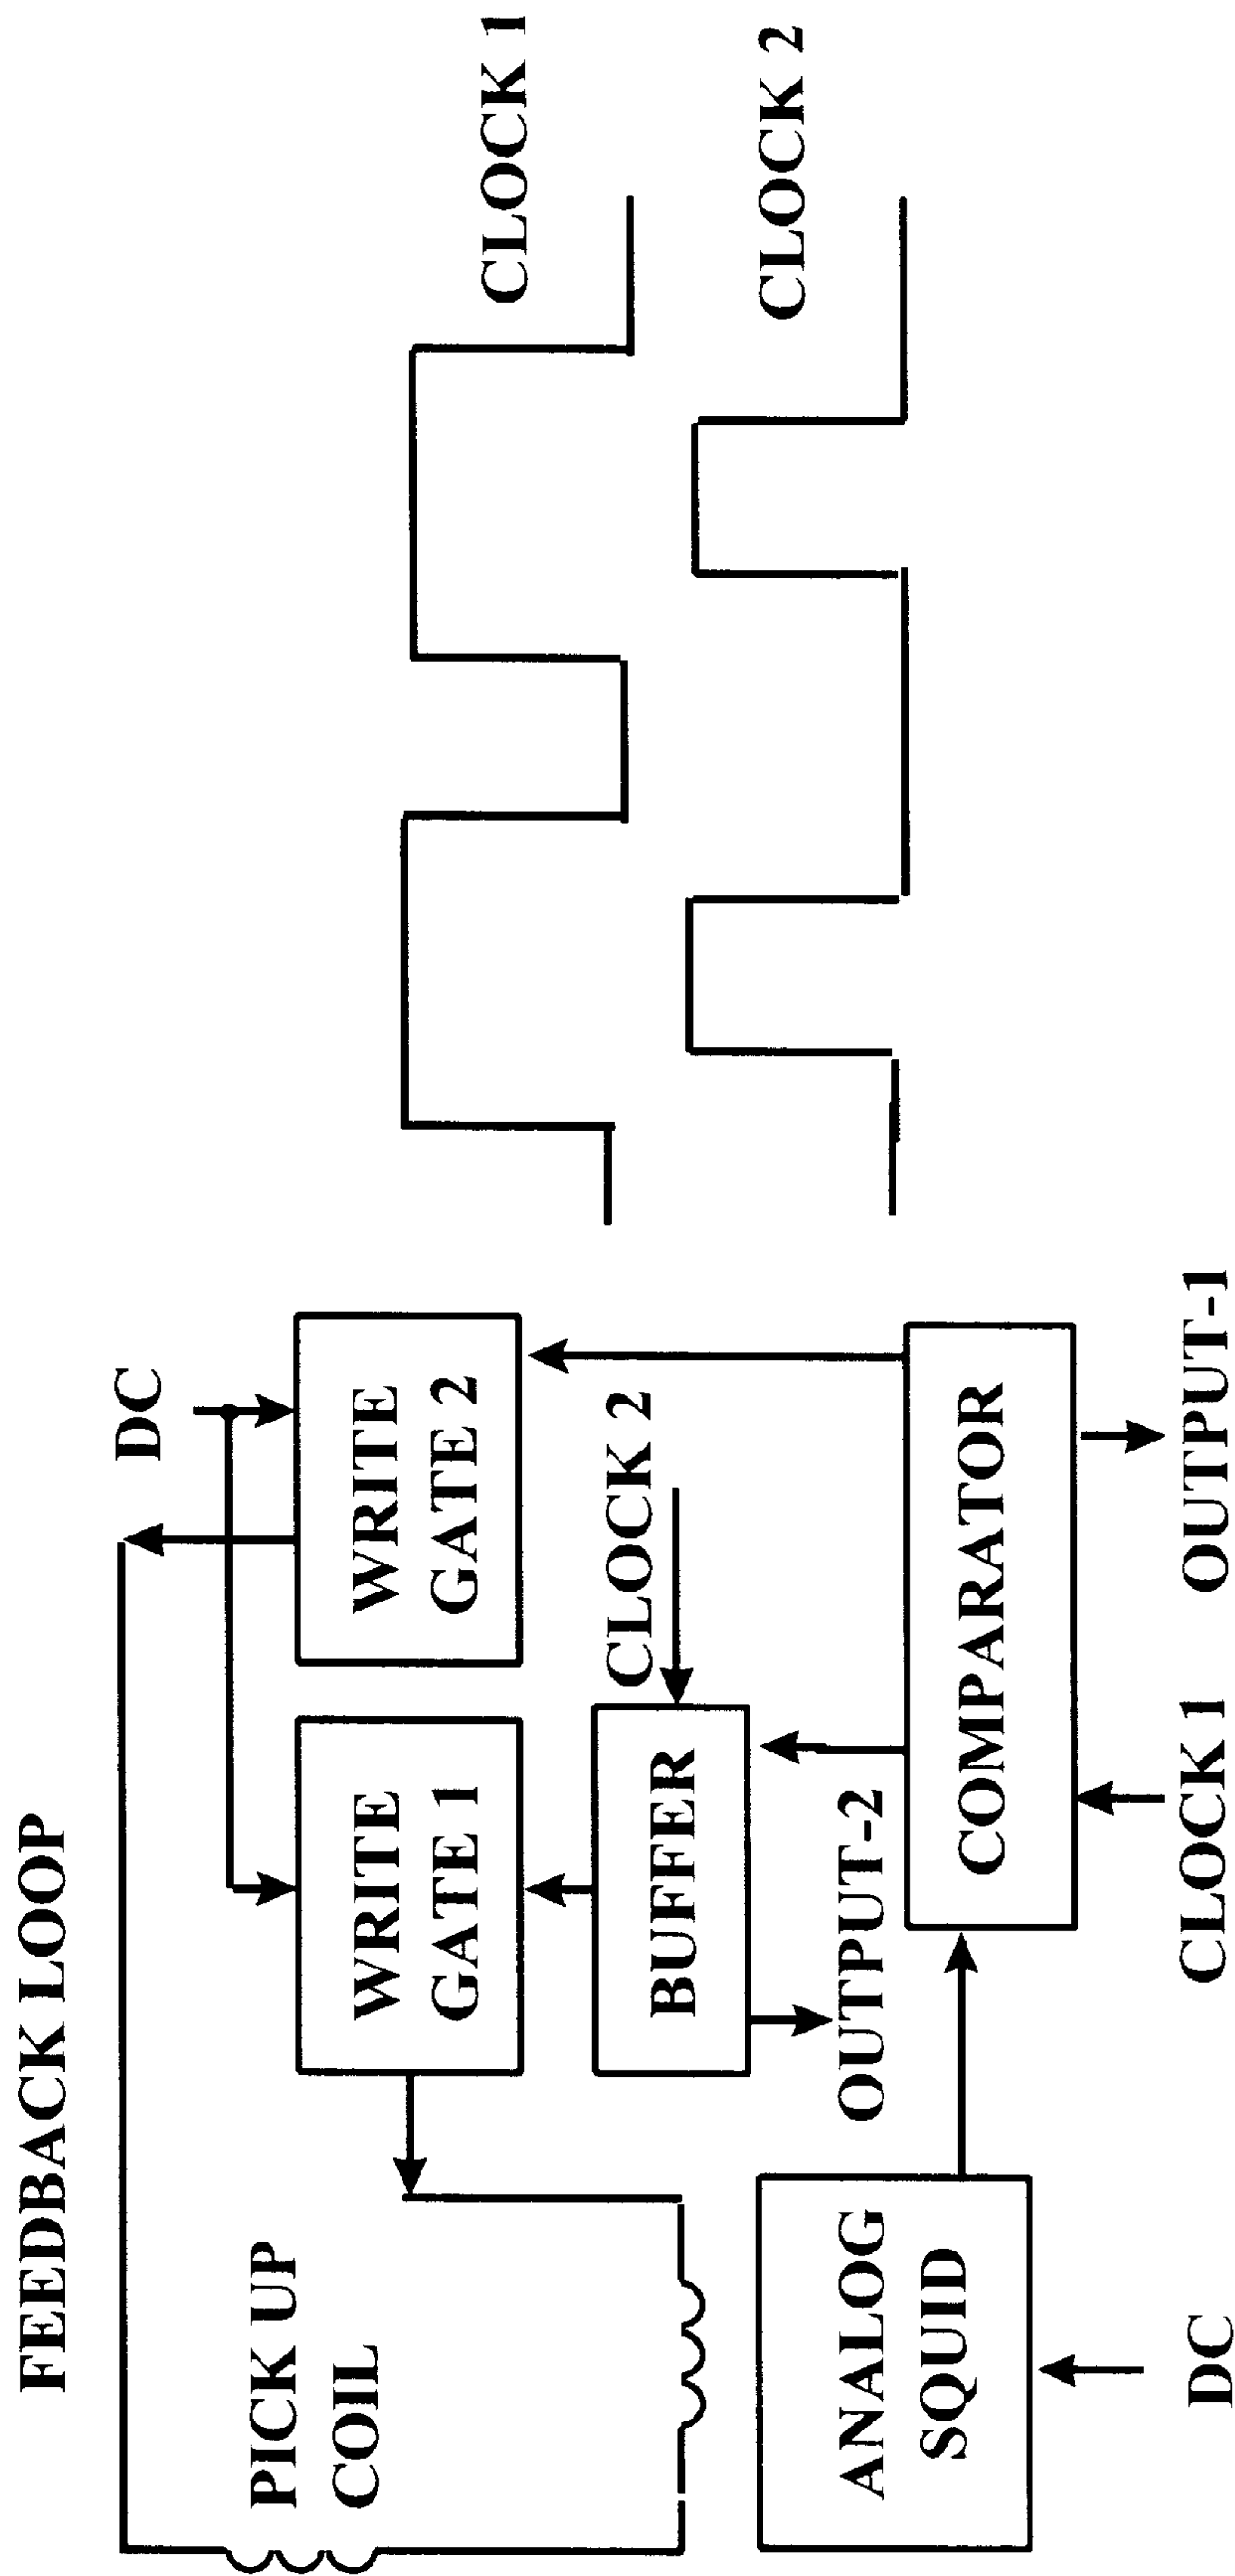 FEEDBACK LOOP
DC
PICK UP
COIL
WRITE
GATE 1
WRITE
GATE 2
CLOCK 2
BUFFER
OUTPUT-2
ANALOG
SQUID
COMPARATOR
DC
CLOCK 1
OUTPUT-1
CLOCK 1
CLOCK 2